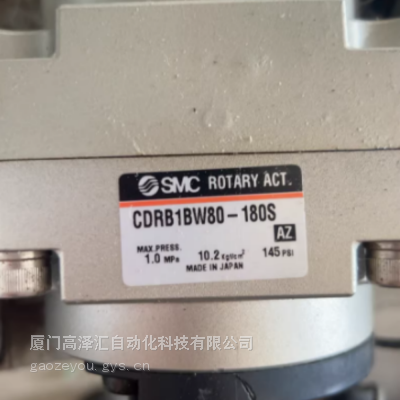 SMC ROTARY ACT.
CDRB1BW80-180S
AZ
MAX.PRESS.
1.0 MPa 10.2 Kgf/cm² 145 PSI
MADE IN JAPAN
厦门高泽汇自动化科技有限公司
gaozeyou.gys.cn